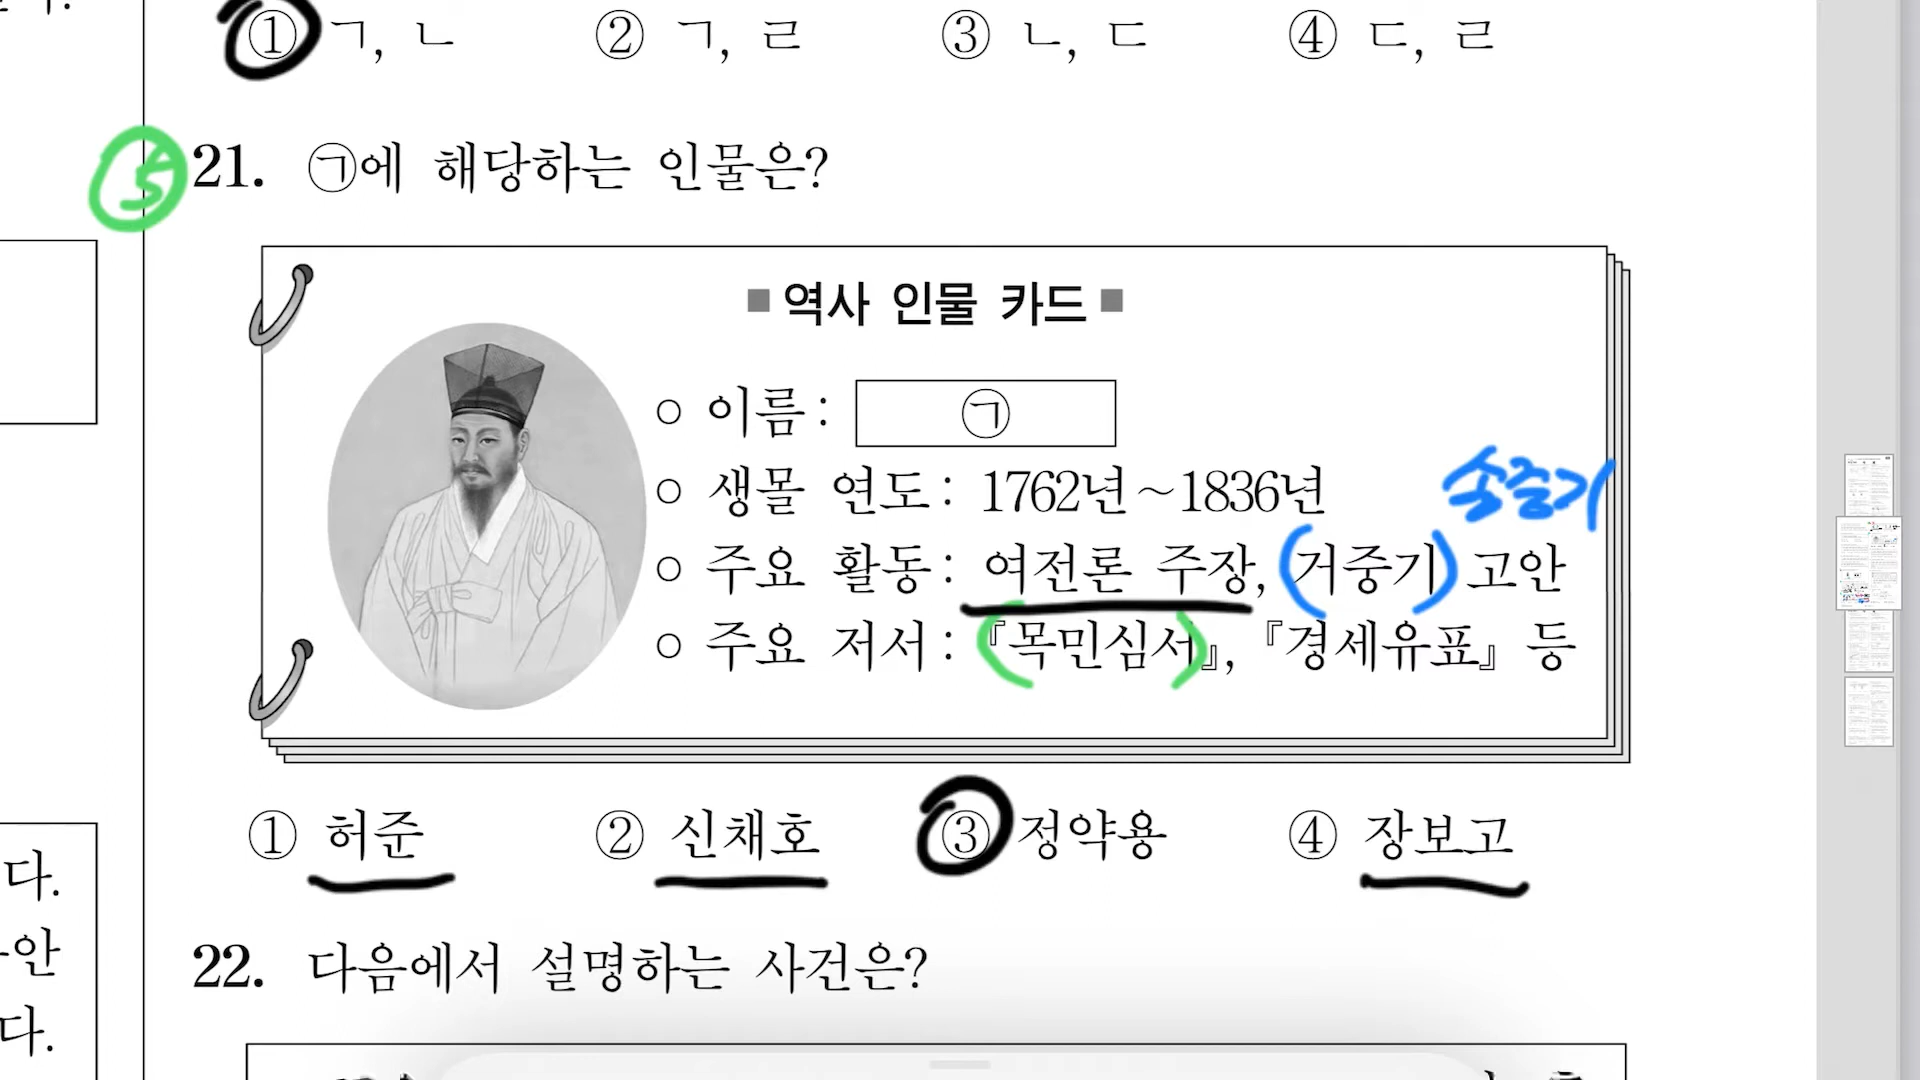 ① ㄱ, ㄴ ② ㄱ, ㄹ ③ ㄴ, ㄷ ④ ㄷ, ㄹ
5
21. ㉠에 해당하는 인물은?
■ 역사 인물 카드 ■
○ 이름: ㉠
○ 생몰 연도: 1762년~1836년
○ 주요 활동: 여전론 주장, (거중기) 고안
○ 주요 저서: (『목민심서)』, 『경세유표』 등
① 허준 ② 신채호 ③ 정약용 ④ 장보고
22. 다음에서 설명하는 사건은?
다.
안
다.